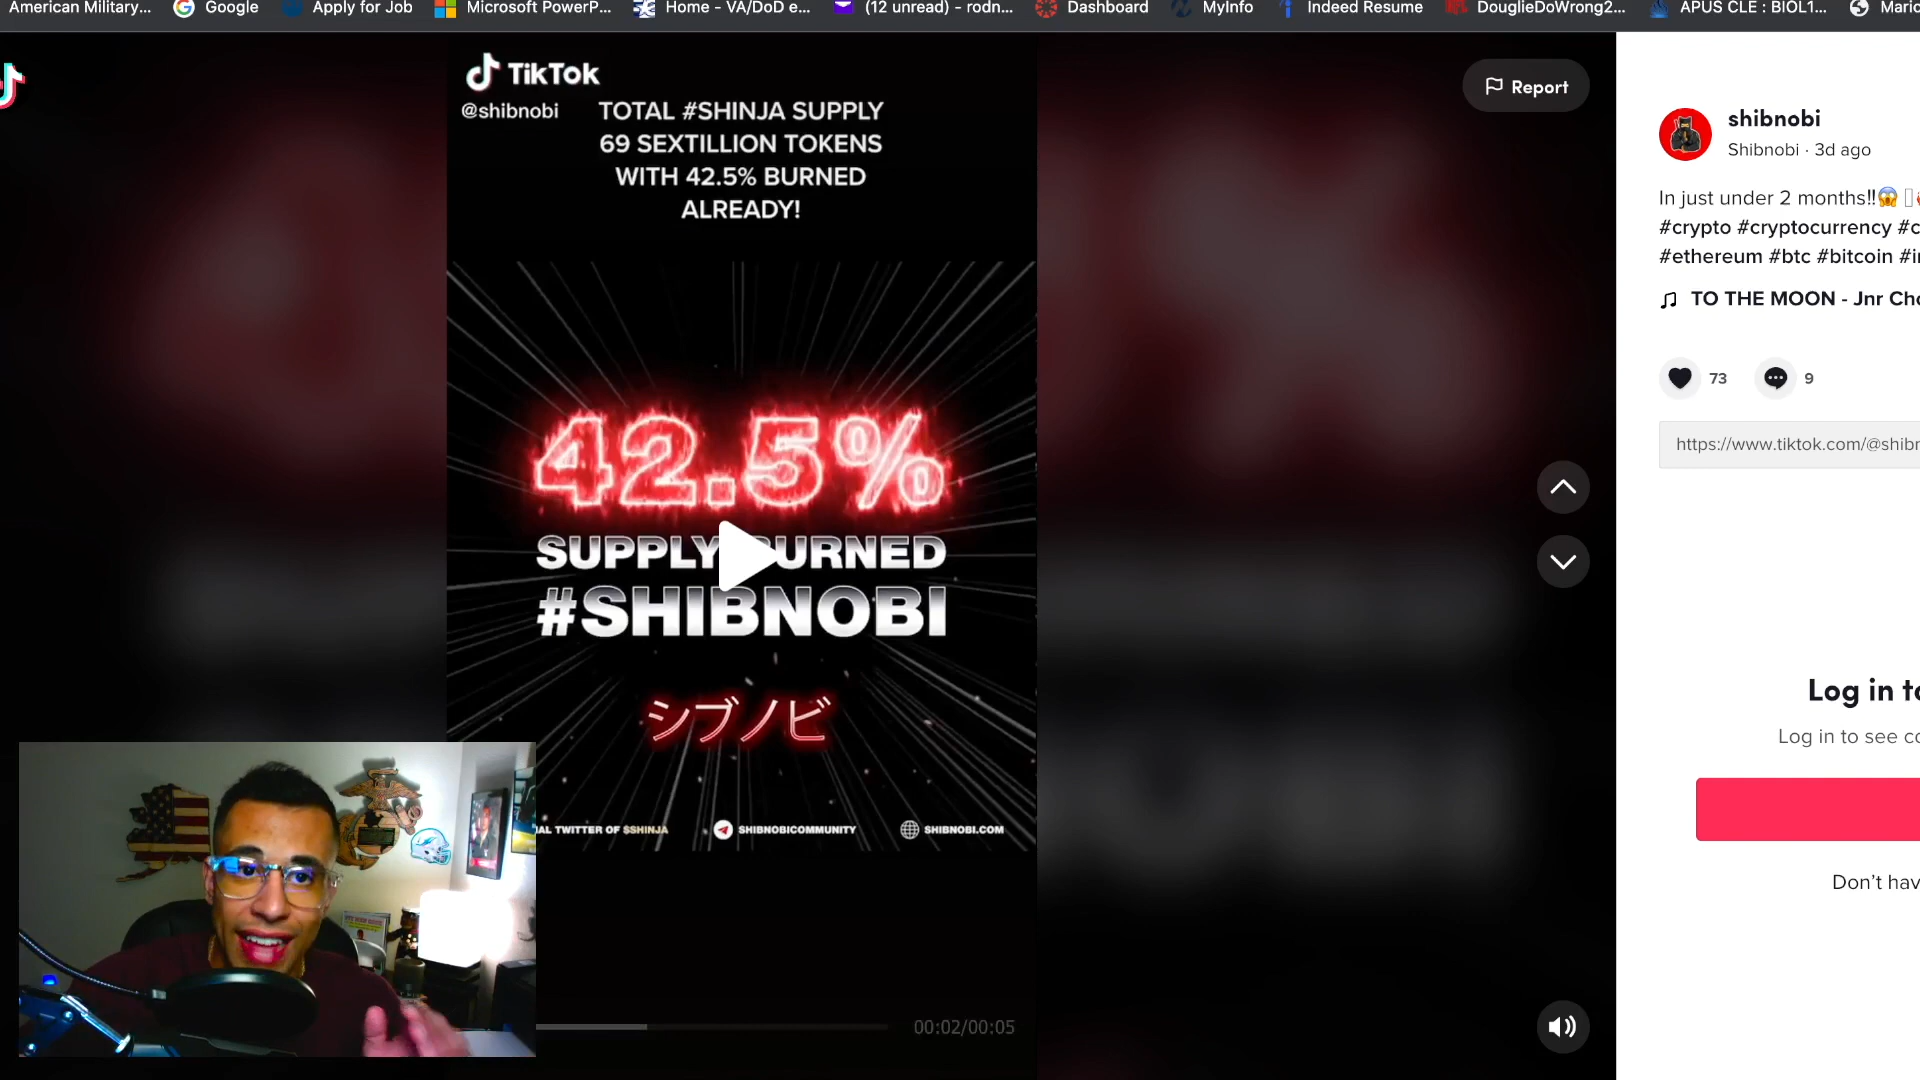 American Military...
Google
Apply for Job
Microsoft PowerP...
Home - VA/DoD e...
(12 unread) - rodn...
Dashboard
MyInfo
Indeed Resume
DouglieDoWrong2...
APUS CLE : BIOL1...
TikTok
@shibnobi
TOTAL #SHINJA SUPPLY
69 SEXTILLION TOKENS
WITH 42.5% BURNED
ALREADY!
42.5%
SUPPLY BURNED
#SHIBNOBI
シブノビ
TWITTER OF $SHINJA
SHIBNOBICOMMUNITY
SHIBNOBI.COM
00:02/00:05
Report
shibnobi
Shibnobi · 3d ago
In just under 2 months!!😱
#crypto #cryptocurrency
#ethereum #btc #bitcoin
TO THE MOON - Jnr
73
9
https://www.tiktok.com/@shib
Log in
Log in to see
Don't